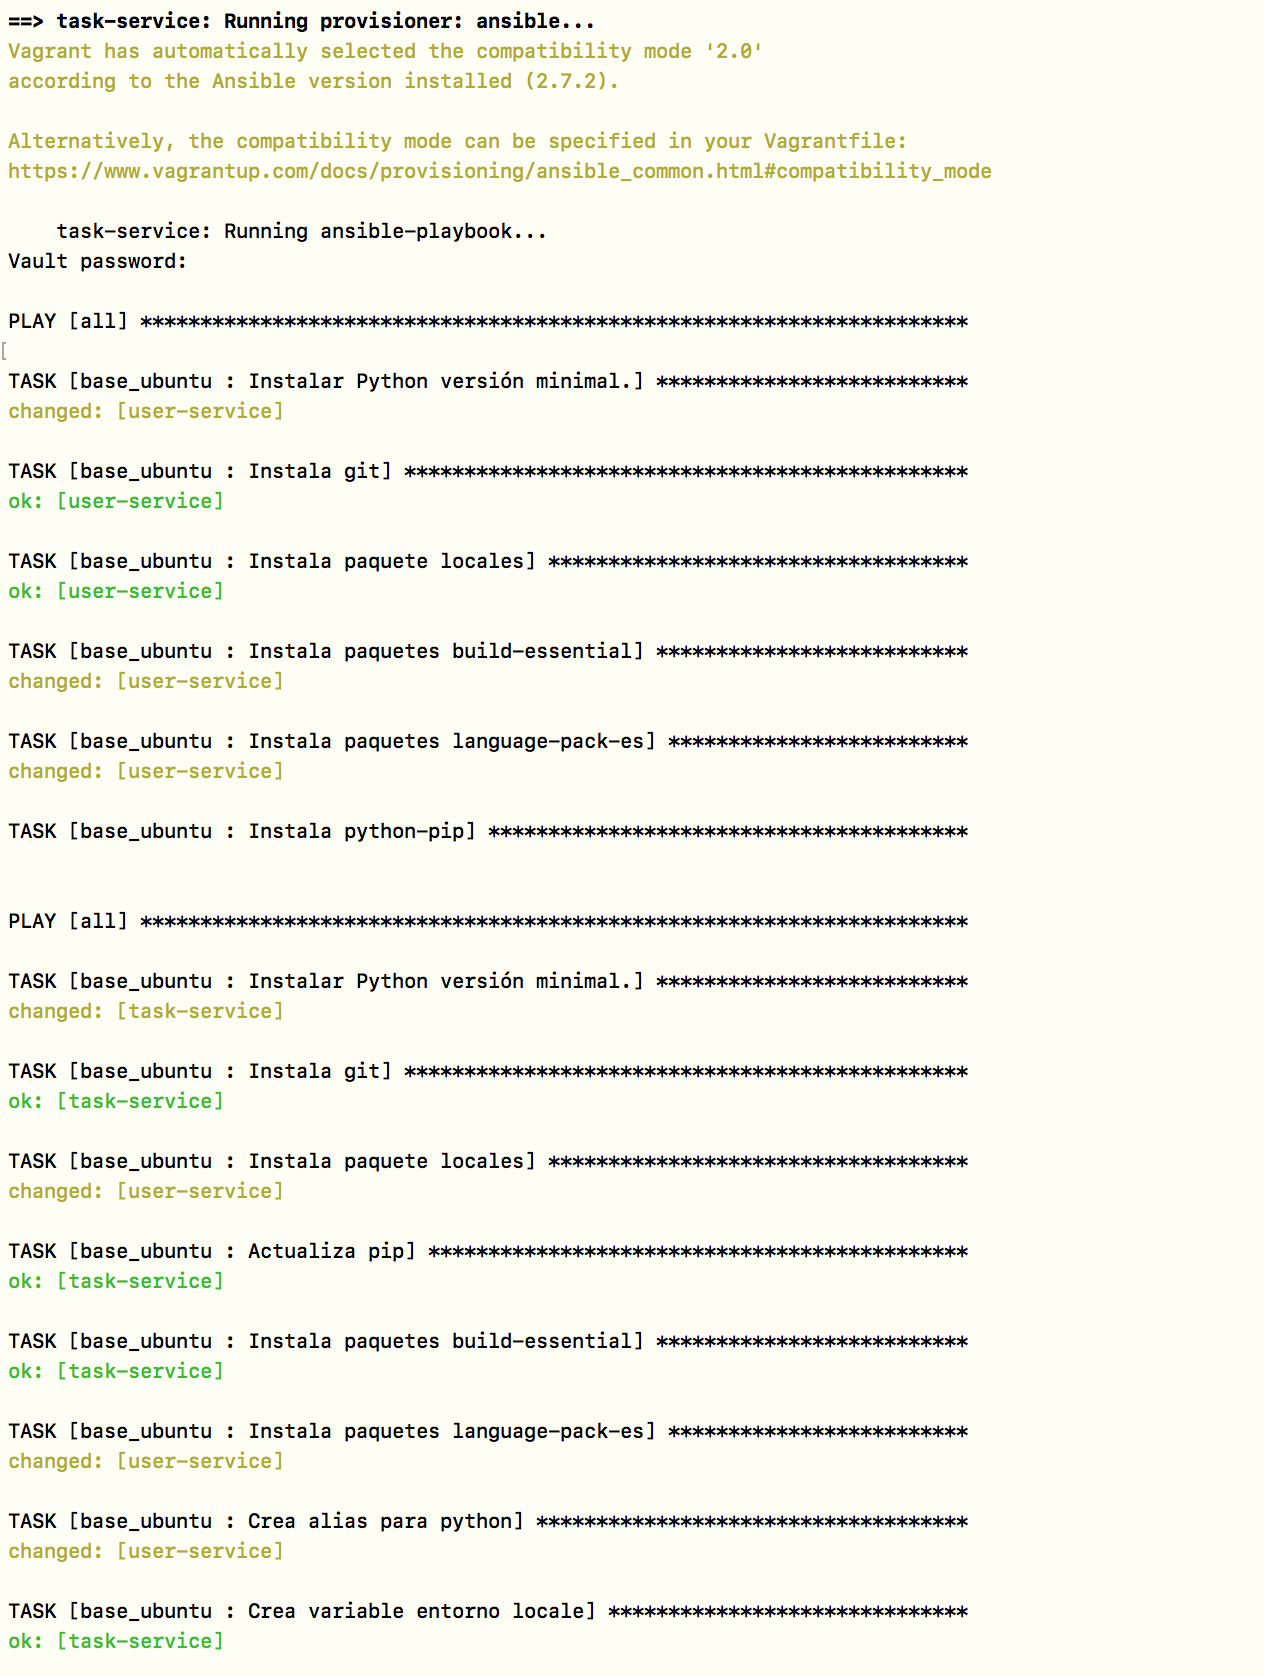 ==> task-service: Running provisioner: ansible...
Vagrant has automatically selected the compatibility mode '2.0'
according to the Ansible version installed (2.7.2).
Alternatively, the compatibility mode can be specified in your Vagrantfile:
https://www.vagrantup.com/docs/provisioning/ansible_common.html#compatibility_mode
task-service: Running ansible-playbook...
Vault password:
PLAY [all] *********************************************************************
[
TASK [base_ubuntu : Instalar Python versión minimal.] **************************
changed: [user-service]
TASK [base_ubuntu : Instala git] ***********************************************
ok: [user-service]
TASK [base_ubuntu : Instala paquete locales] ***********************************
ok: [user-service]
TASK [base_ubuntu : Instala paquetes build-essential] **************************
changed: [user-service]
TASK [base_ubuntu : Instala paquetes language-pack-es] *************************
changed: [user-service]
TASK [base_ubuntu : Instala python-pip] ****************************************
PLAY [all] *********************************************************************
TASK [base_ubuntu : Instalar Python versión minimal.] **************************
changed: [task-service]
TASK [base_ubuntu : Instala git] ***********************************************
ok: [task-service]
TASK [base_ubuntu : Instala paquete locales] ***********************************
changed: [user-service]
TASK [base_ubuntu : Actualiza pip] *********************************************
ok: [task-service]
TASK [base_ubuntu : Instala paquetes build-essential] **************************
ok: [task-service]
TASK [base_ubuntu : Instala paquetes language-pack-es] *************************
changed: [user-service]
TASK [base_ubuntu : Crea alias para python] ************************************
changed: [user-service]
TASK [base_ubuntu : Crea variable entorno locale] ******************************
ok: [task-service]